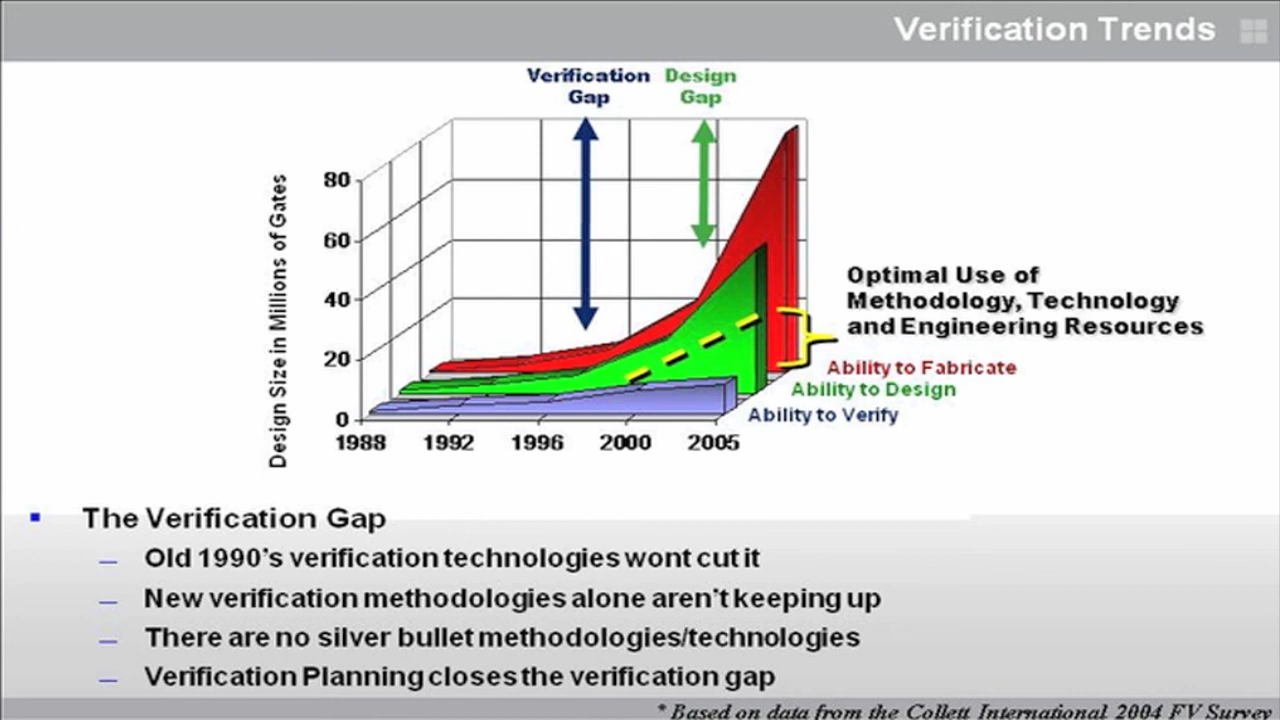 Verification Trends
Verification
Gap
Design
Gap
Design Size in Millions of Gates
80
60
40
20
0
1988
1992
1996
2000
2005
Optimal Use of
Methodology, Technology
and Engineering Resources
Ability to Fabricate
Ability to Design
Ability to Verify
▪ The Verification Gap
– Old 1990's verification technologies wont cut it
– New verification methodologies alone aren't keeping up
– There are no silver bullet methodologies/technologies
– Verification Planning closes the verification gap
* Based on data from the Collett International 2004 FV Survey